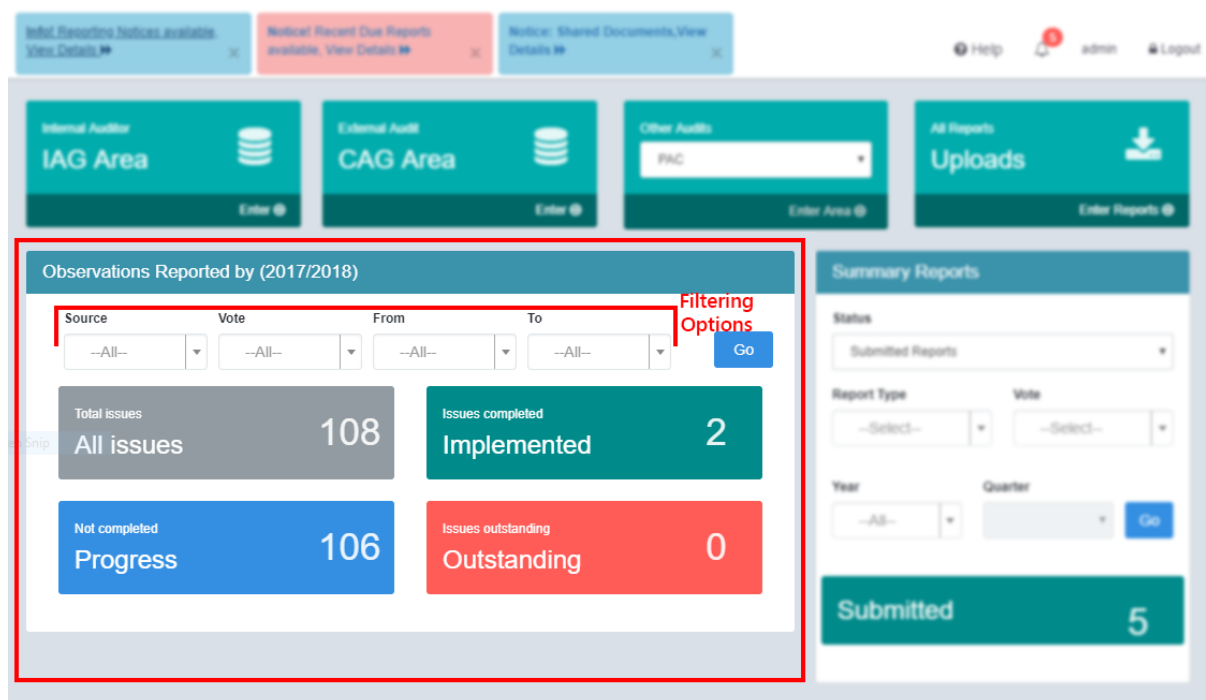 Info! Reporting Notices available,
View Details
×
Notice! Recent Due Reports
available, View Details
×
Notice: Shared Documents,View
Details
×
Help
5
admin
Logout
Internal Auditor
IAG Area
Enter
External Audit
CAG Area
Enter
Other Audits
PAC
Enter Area
All Reports
Uploads
Enter Reports
Observations Reported by (2017/2018)
Filtering
Options
Source Vote From To
--All-- --All-- --All-- --All-- Go
Total issues
All issues
108
Issues completed
Implemented
2
Not completed
Progress
106
Issues outstanding
Outstanding
0
Summary Reports
Status
Submitted Reports
Report Type Vote
--Select-- --Select--
Year Quarter
--All-- Go
Submitted
5